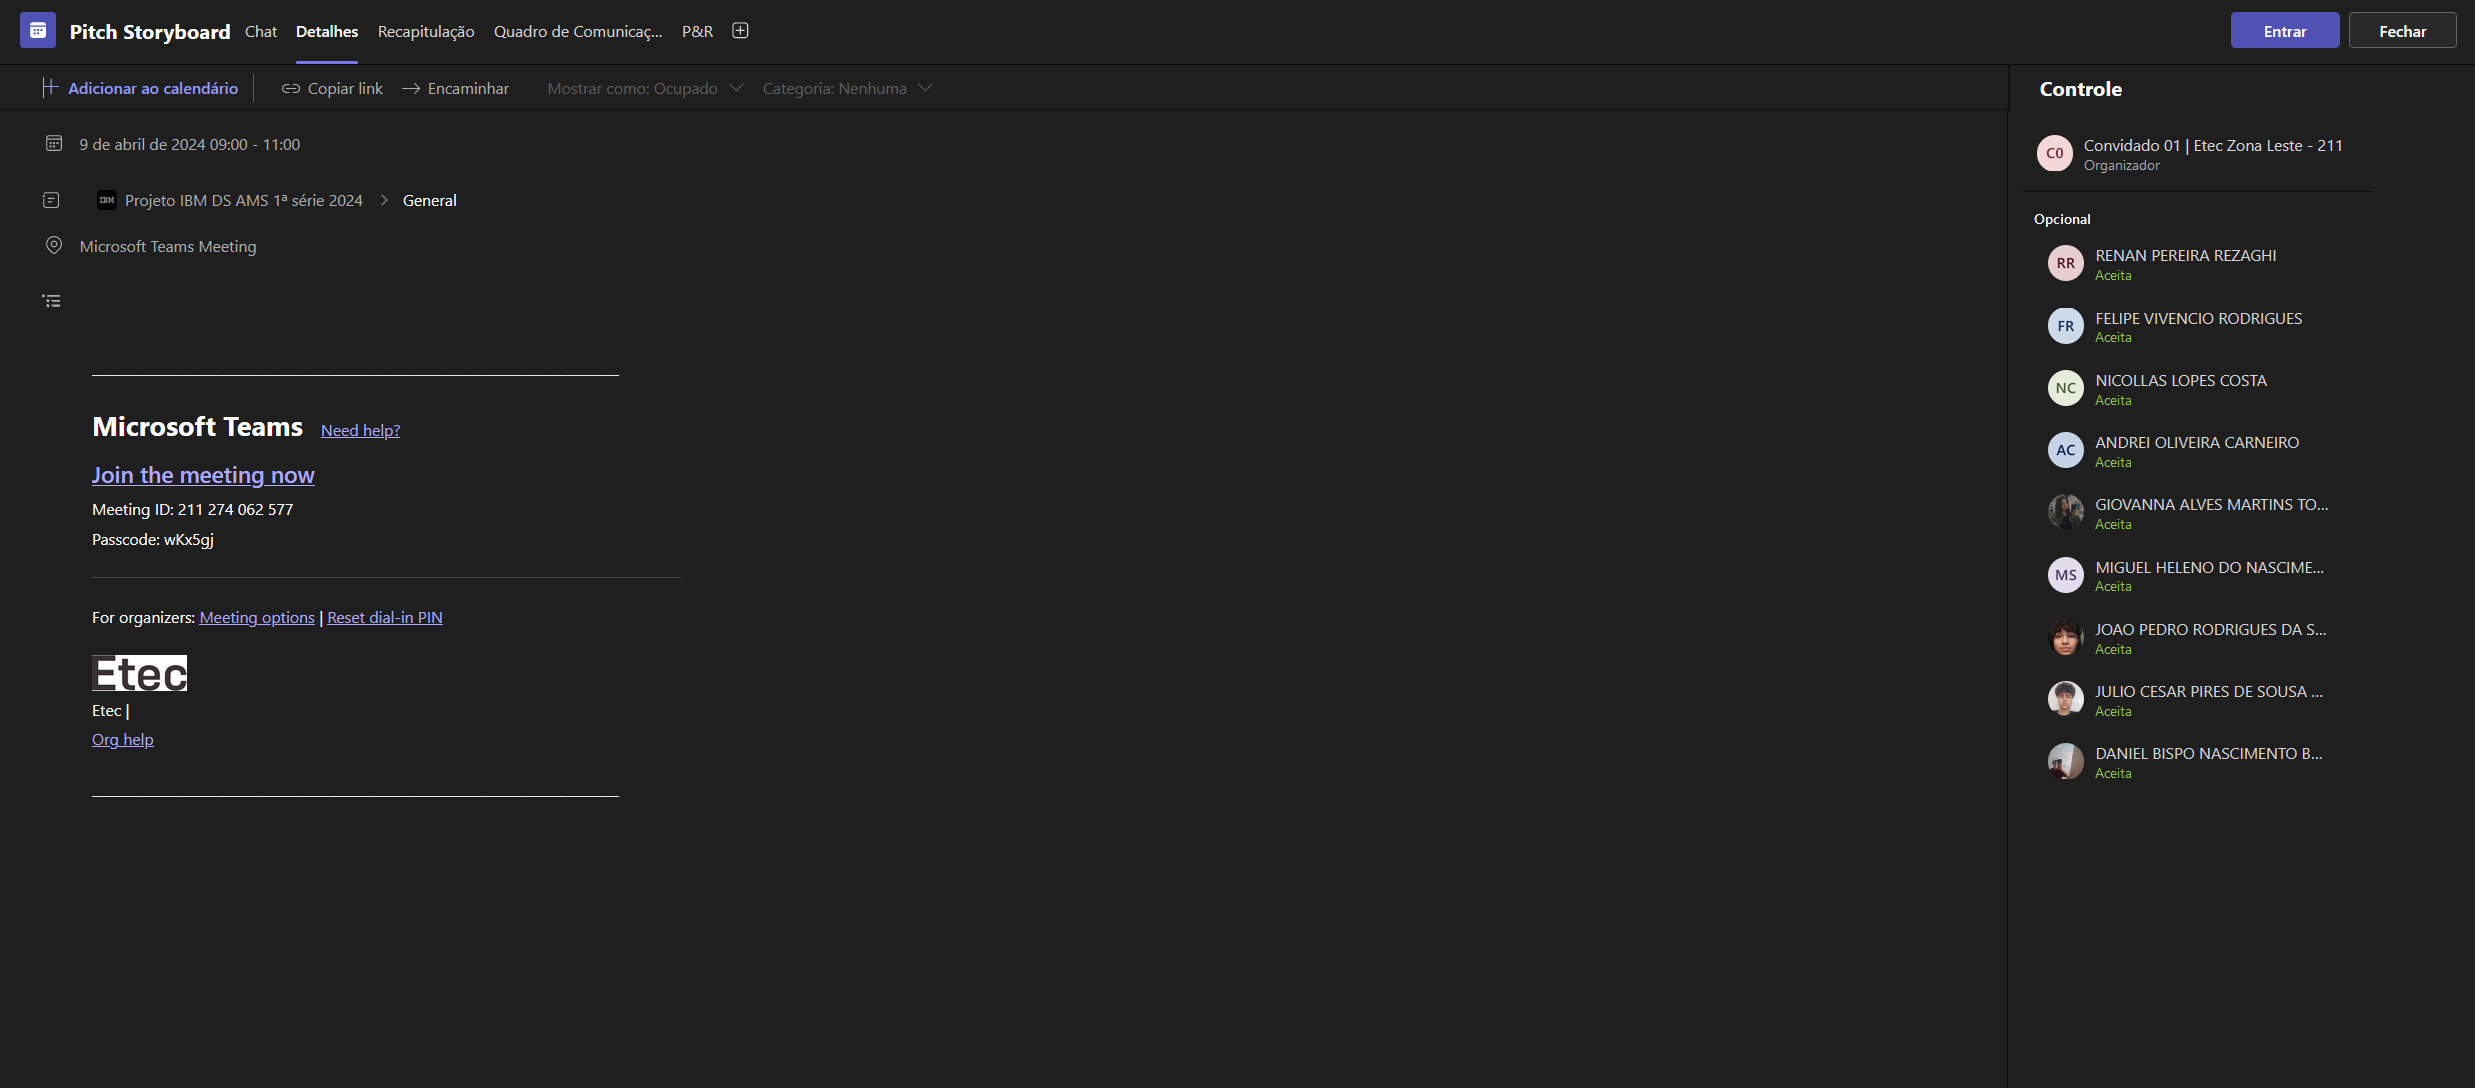 Pitch Storyboard Chat Detalhes Recapitulação Quadro de Comunicaç... P&R Entrar Fechar
Adicionar ao calendário Copiar link Encaminhar Mostrar como: Ocupado Categoria: Nenhuma
9 de abril de 2024 09:00 - 11:00
IBM Projeto IBM DS AMS 1ª série 2024 General
Microsoft Teams Meeting
Microsoft Teams Need help?
Join the meeting now
Meeting ID: 211 274 062 577
Passcode: wKx5gj
For organizers: Meeting options | Reset dial-in PIN
Etec
Etec |
Org help
Controle
C0 Convidado 01 | Etec Zona Leste - 211
Organizador
Opcional
RR RENAN PEREIRA REZAGHI
Aceita
FR FELIPE VIVENCIO RODRIGUES
Aceita
NC NICOLLAS LOPES COSTA
Aceita
AC ANDREI OLIVEIRA CARNEIRO
Aceita
GIOVANNA ALVES MARTINS TO...
Aceita
MS MIGUEL HELENO DO NASCIME...
Aceita
JOAO PEDRO RODRIGUES DA S...
Aceita
JULIO CESAR PIRES DE SOUSA ...
Aceita
DANIEL BISPO NASCIMENTO B...
Aceita